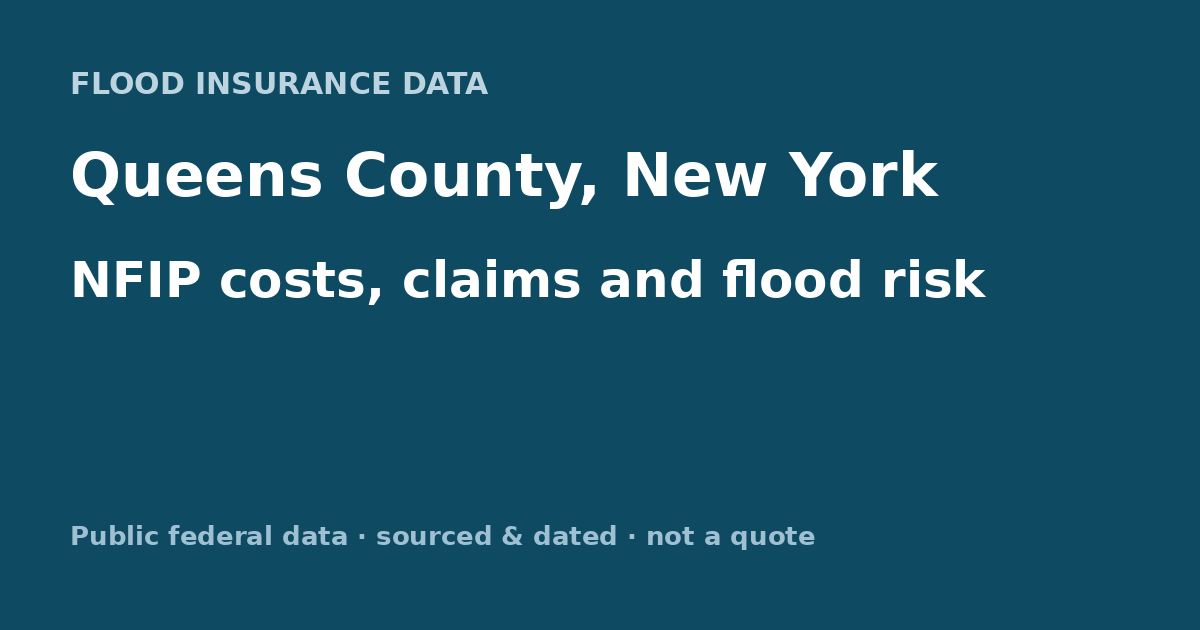 FLOOD INSURANCE DATA
Queens County, New York
NFIP costs, claims and flood risk
Public federal data · sourced & dated · not a quote